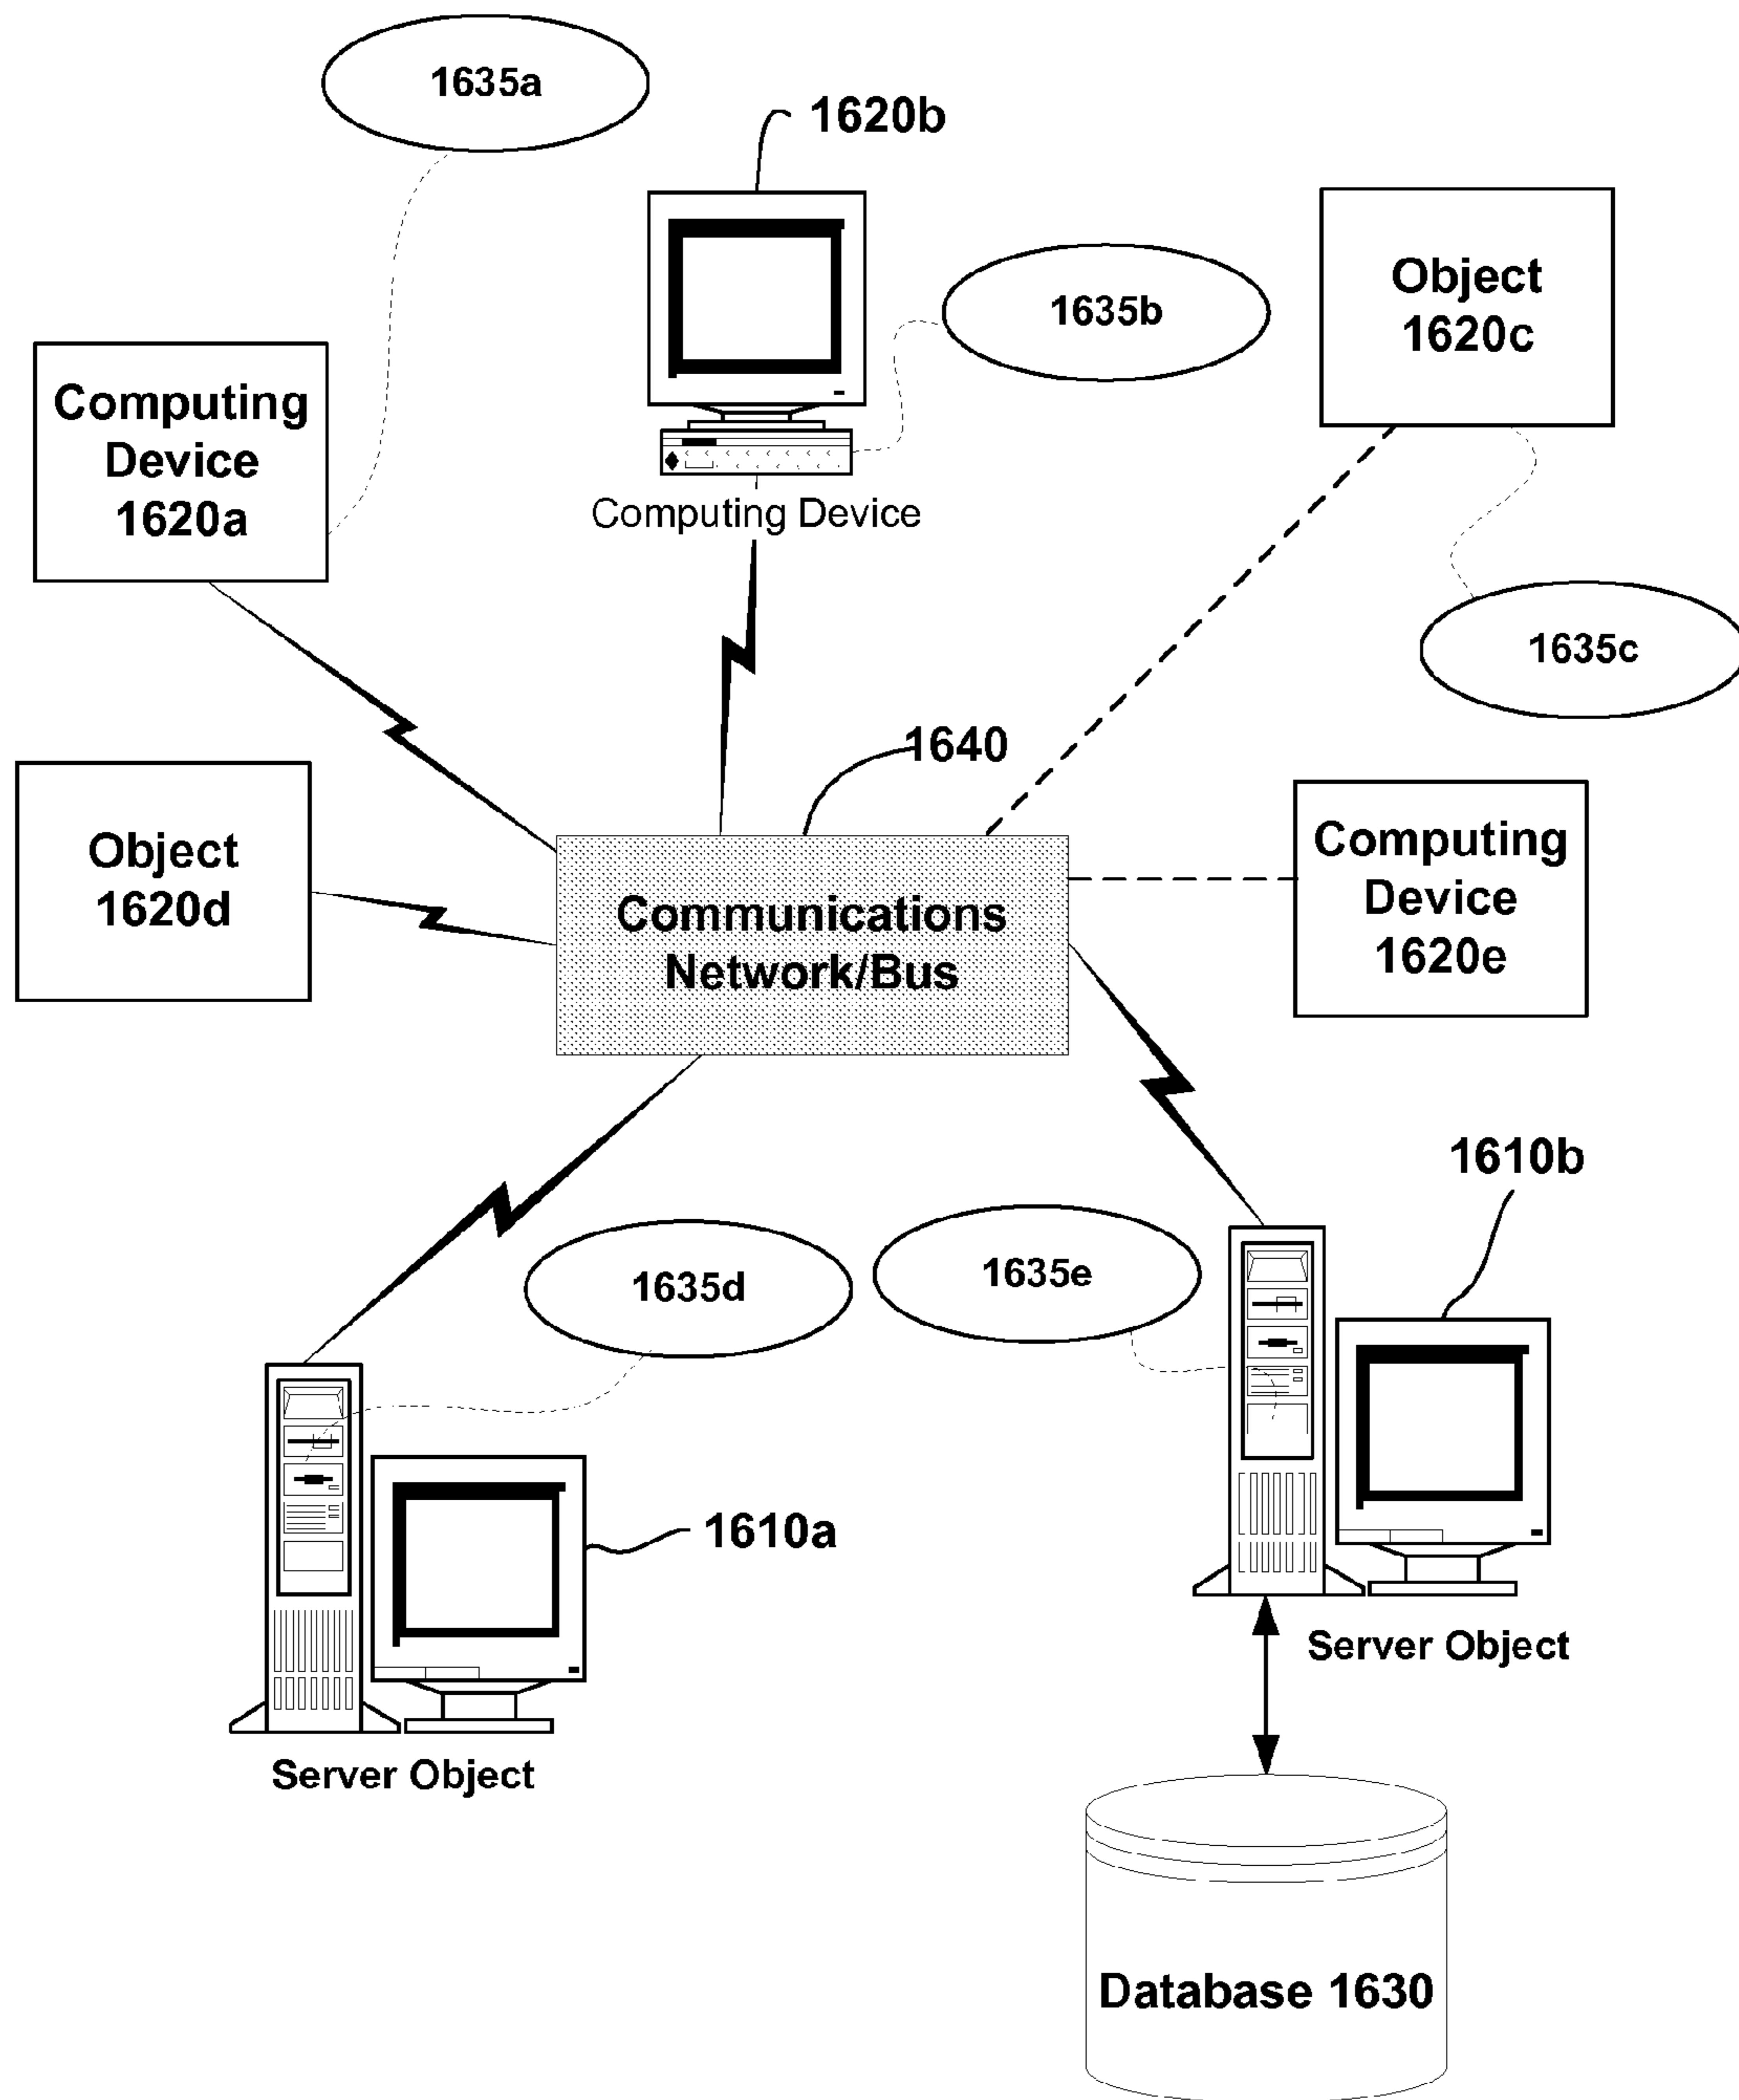 1635a
1620b
Object
1620c
1635b
Computing
Device
1620a
Computing Device
1635c
1640
Object
1620d
Communications
Network/Bus
Computing
Device
1620e
1610b
1635d
1635e
1610a
Server Object
Server Object
Database 1630